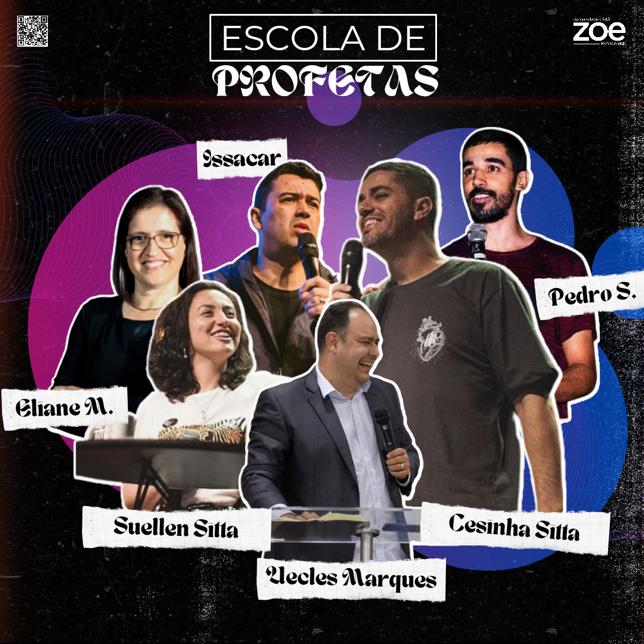 ESCOLA DE
PROFETAS
zoe
Issacar
Pedro S.
Eliane M.
Suellen Sitta
Cesinha Sitta
Uecles Marques